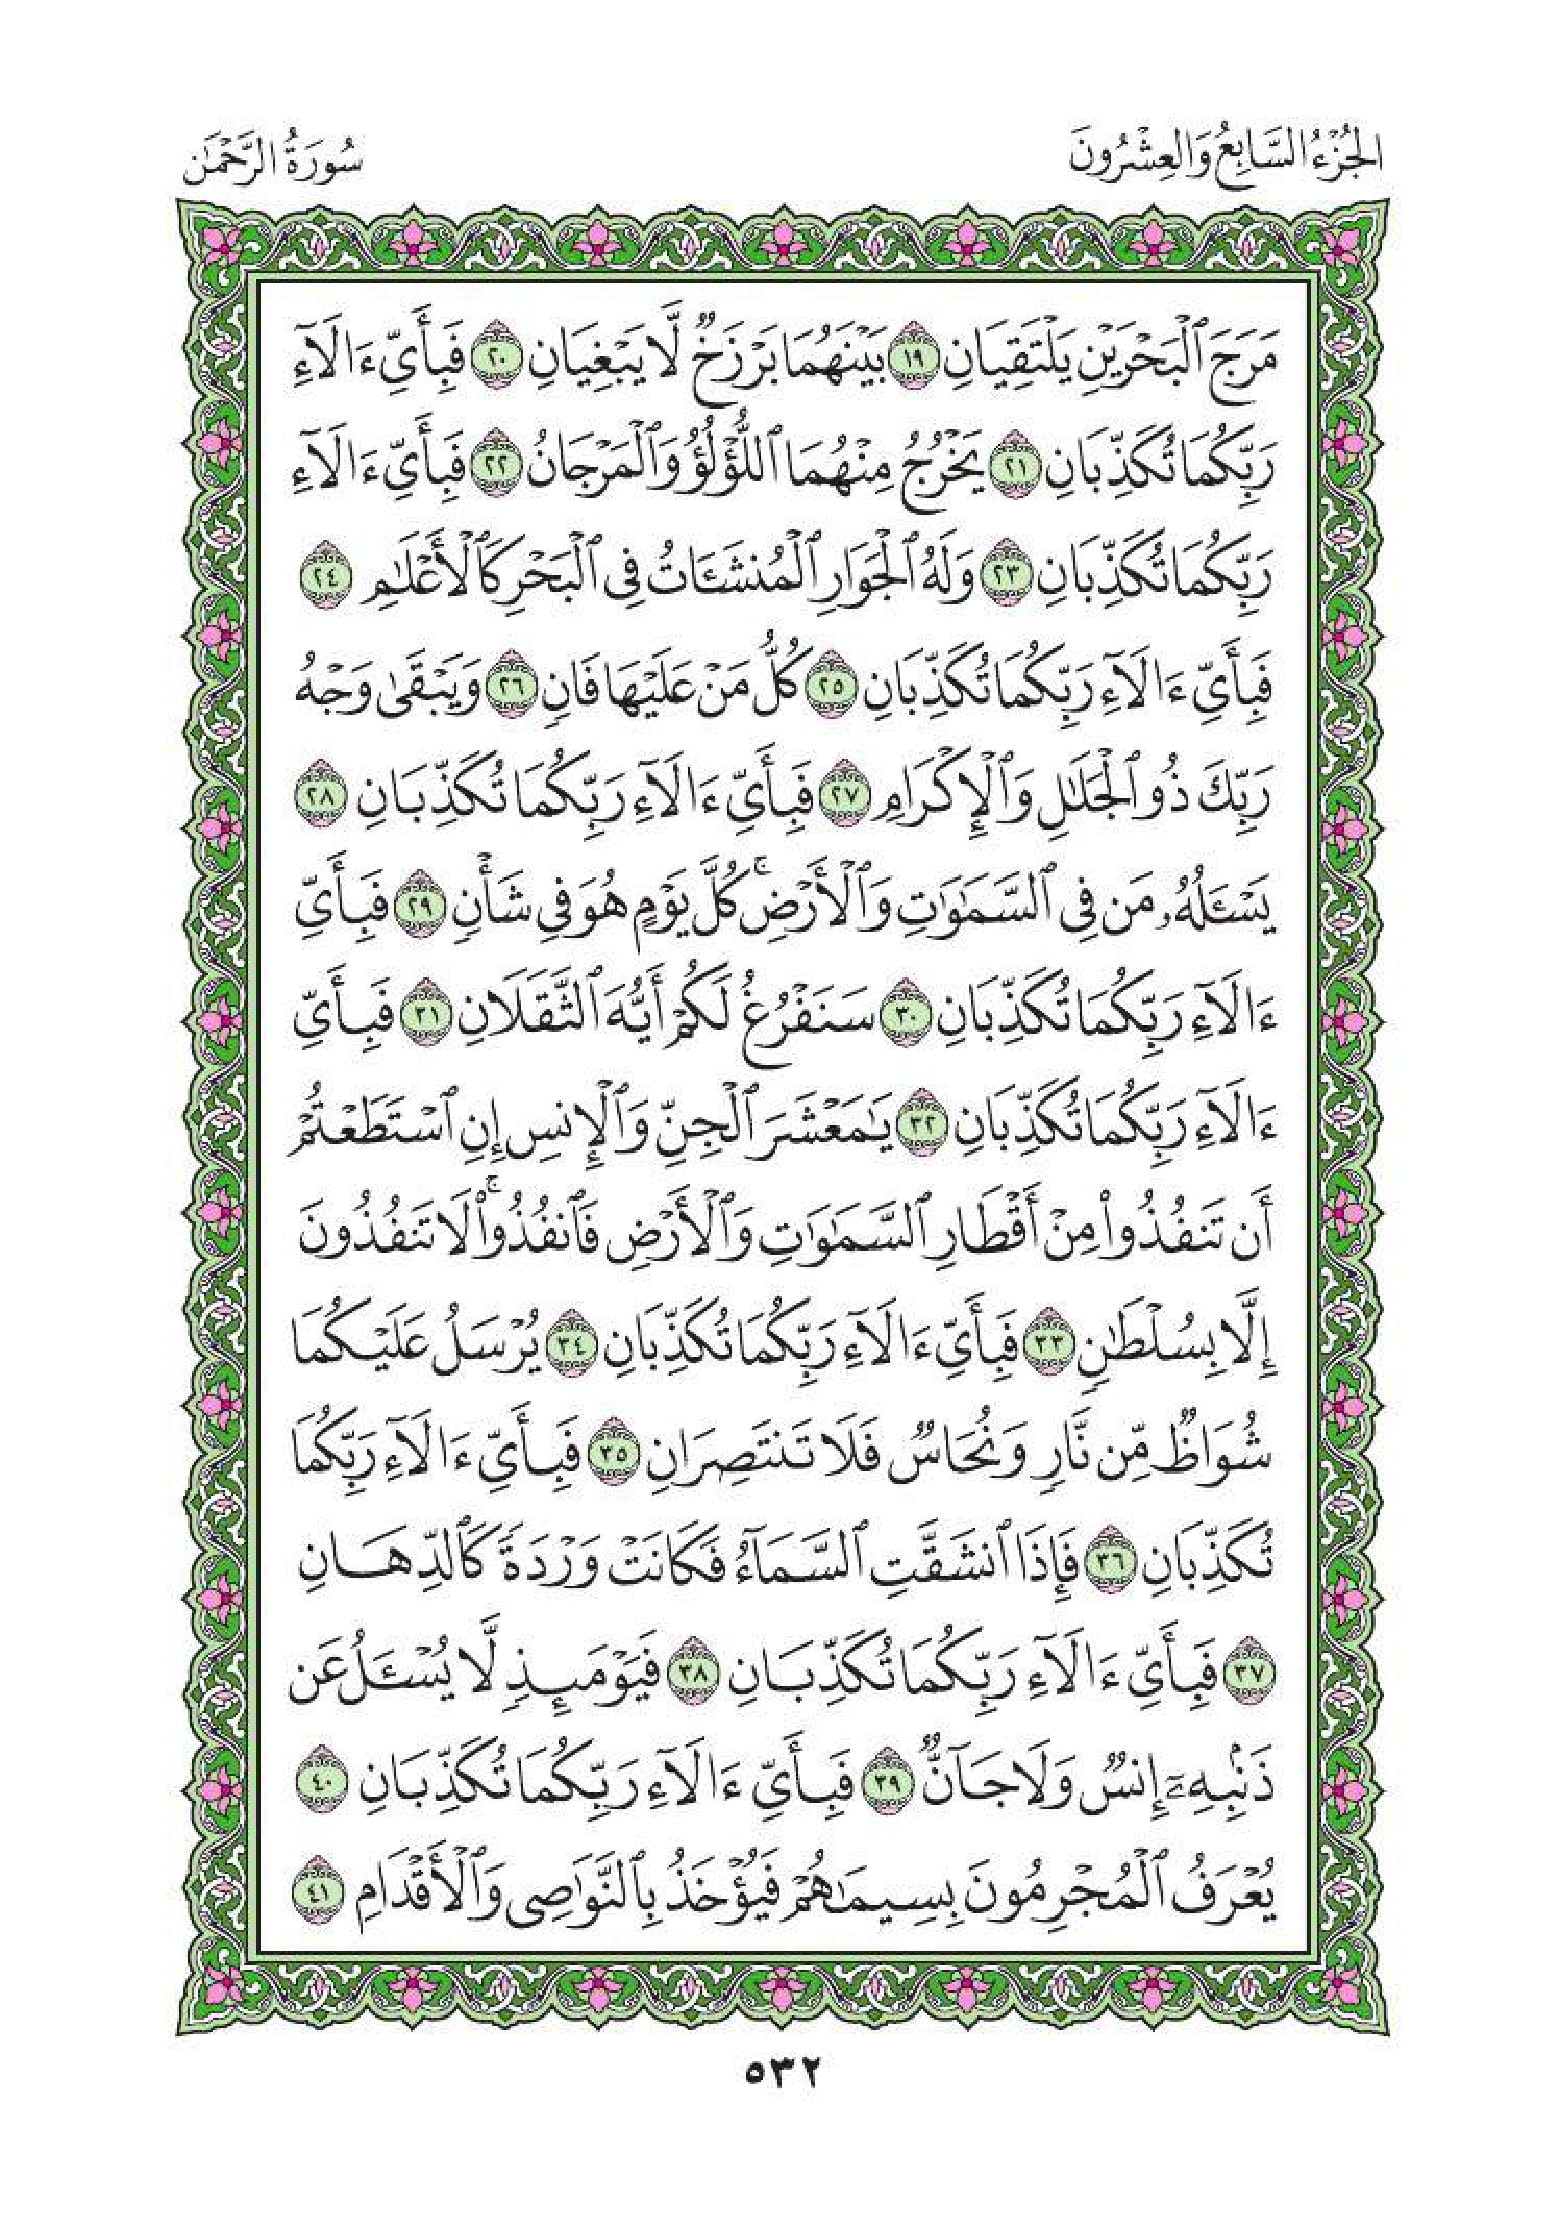 الجُزْءُ السَّابِعُ وَالعِشْرُونَ
سُورَةُ الرَّحْمَٰن
مَرَجَ ٱلْبَحْرَيْنِ يَلْتَقِيَانِ ١٩ بَيْنَهُمَا بَرْزَخٌ لَّا يَبْغِيَانِ ٢٠ فَبِأَىِّ ءَالَآءِ
رَبِّكُمَا تُكَذِّبَانِ ٢١ يَخْرُجُ مِنْهُمَا ٱللُّؤْلُؤُ وَٱلْمَرْجَانُ ٢٢ فَبِأَىِّ ءَالَآءِ
رَبِّكُمَا تُكَذِّبَانِ ٢٣ وَلَهُ ٱلْجَوَارِ ٱلْمُنشَـَٔاتُ فِى ٱلْبَحْرِ كَٱلْأَعْلَٰمِ ٢٤
فَبِأَىِّ ءَالَآءِ رَبِّكُمَا تُكَذِّبَانِ ٢٥ كُلُّ مَنْ عَلَيْهَا فَانٍ ٢٦ وَيَبْقَىٰ وَجْهُ
رَبِّكَ ذُو ٱلْجَلَٰلِ وَٱلْإِكْرَامِ ٢٧ فَبِأَىِّ ءَالَآءِ رَبِّكُمَا تُكَذِّبَانِ ٢٨
يَسْـَٔلُهُۥ مَن فِى ٱلسَّمَٰوَٰتِ وَٱلْأَرْضِ ۚ كُلَّ يَوْمٍ هُوَ فِى شَأْنٍ ٢٩ فَبِأَىِّ
ءَالَآءِ رَبِّكُمَا تُكَذِّبَانِ ٣٠ سَنَفْرُغُ لَكُمْ أَيُّهَ ٱلثَّقَلَانِ ٣١ فَبِأَىِّ
ءَالَآءِ رَبِّكُمَا تُكَذِّبَانِ ٣٢ يَٰمَعْشَرَ ٱلْجِنِّ وَٱلْإِنسِ إِنِ ٱسْتَطَعْتُمْ
أَن تَنفُذُوا۟ مِنْ أَقْطَارِ ٱلسَّمَٰوَٰتِ وَٱلْأَرْضِ فَٱنفُذُوا۟ ۚ لَا تَنفُذُونَ
إِلَّا بِسُلْطَٰنٍ ٣٣ فَبِأَىِّ ءَالَآءِ رَبِّكُمَا تُكَذِّبَانِ ٣٤ يُرْسَلُ عَلَيْكُمَا
شُوَاظٌ مِّن نَّارٍ وَنُحَاسٌ فَلَا تَنتَصِرَانِ ٣٥ فَبِأَىِّ ءَالَآءِ رَبِّكُمَا
تُكَذِّبَانِ ٣٦ فَإِذَا ٱنشَقَّتِ ٱلسَّمَآءُ فَكَانَتْ وَرْدَةً كَٱلدِّهَانِ
٣٧ فَبِأَىِّ ءَالَآءِ رَبِّكُمَا تُكَذِّبَانِ ٣٨ فَيَوْمَئِذٍ لَّا يُسْـَٔلُ عَن
ذَنۢبِهِۦٓ إِنسٌ وَلَا جَآنٌّ ٣٩ فَبِأَىِّ ءَالَآءِ رَبِّكُمَا تُكَذِّبَانِ ٤٠
يُعْرَفُ ٱلْمُجْرِمُونَ بِسِيمَٰهُمْ فَيُؤْخَذُ بِٱلنَّوَٰصِى وَٱلْأَقْدَامِ ٤١
٥٣٢